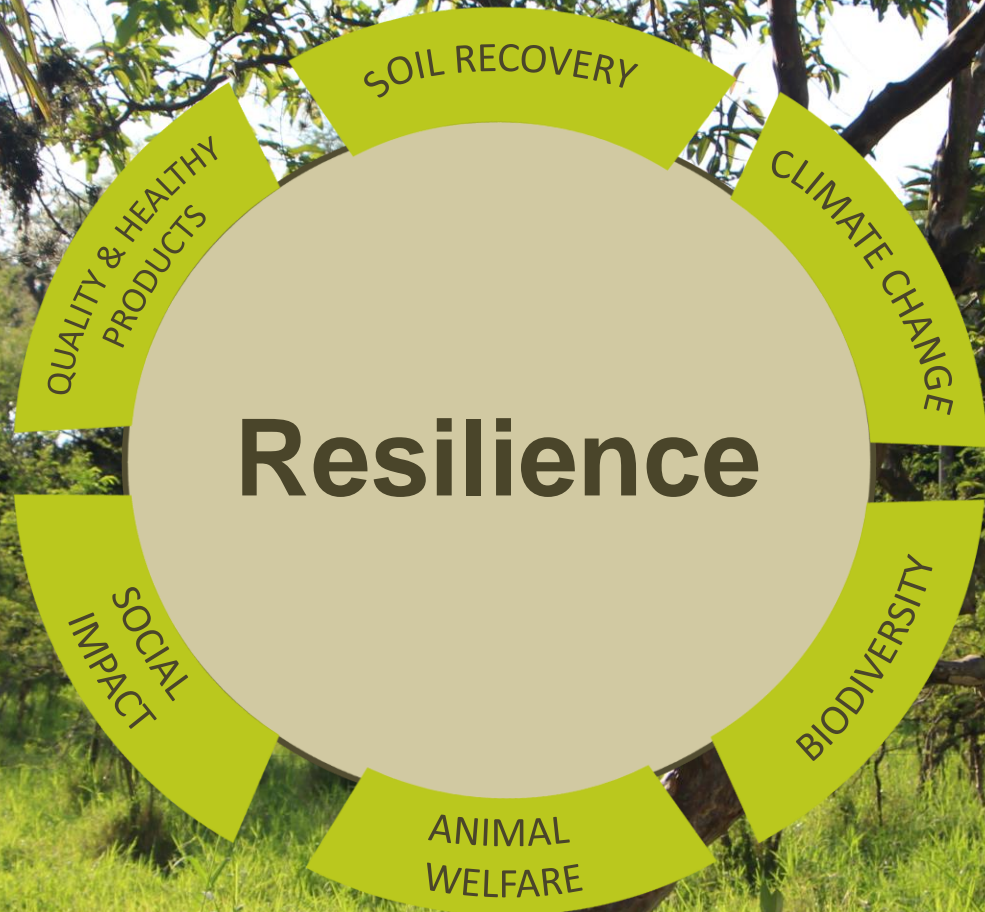 SOIL RECOVERY
CLIMATE CHANGE
BIODIVERSITY
ANIMAL
WELFARE
SOCIAL
IMPACT
QUALITY & HEALTHY
PRODUCTS
Resilience